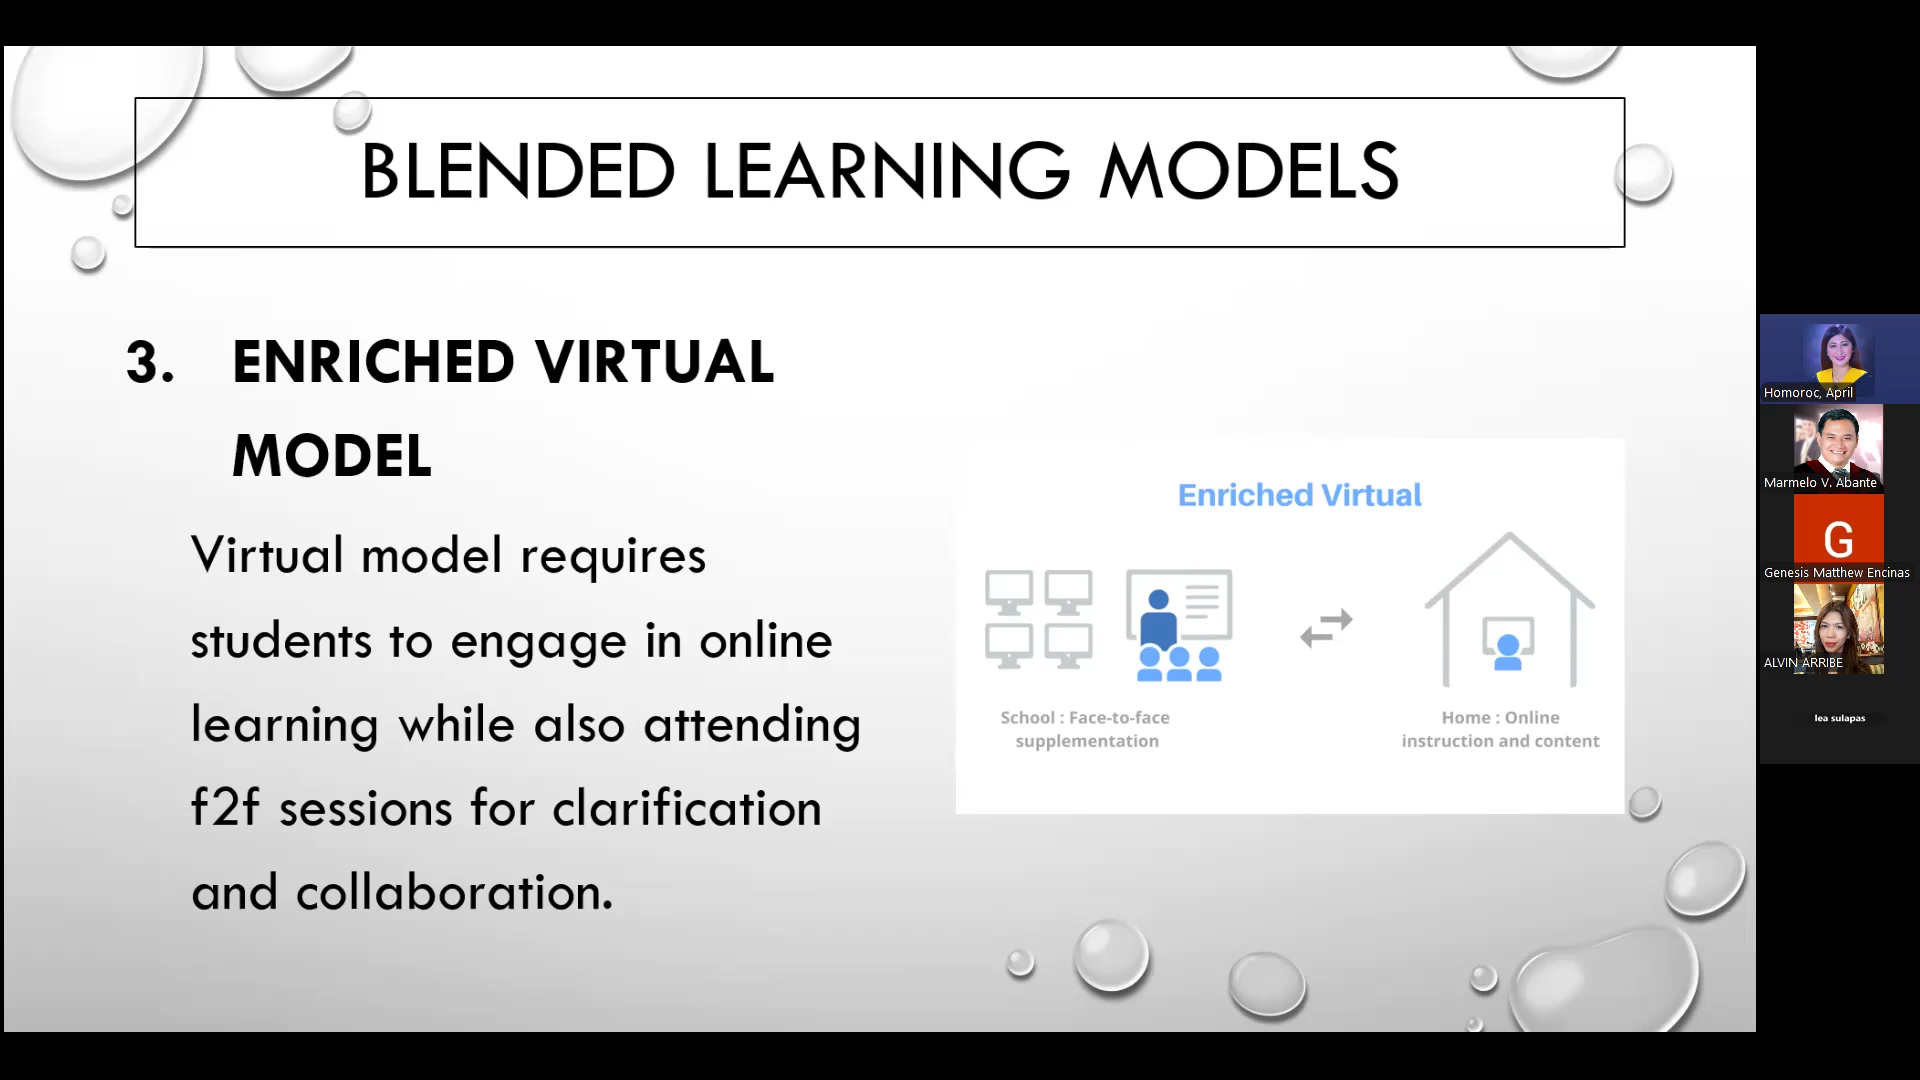 BLENDED LEARNING MODELS
3. ENRICHED VIRTUAL
MODEL
Virtual model requires
students to engage in online
learning while also attending
f2f sessions for clarification
and collaboration.
Enriched Virtual
School : Face-to-face
supplementation
Home : Online
instruction and content
Homoroc, April
Marmelo V. Abante
G
Genesis Matthew Encinas
ALVIN ARRIBE
lea sulapas